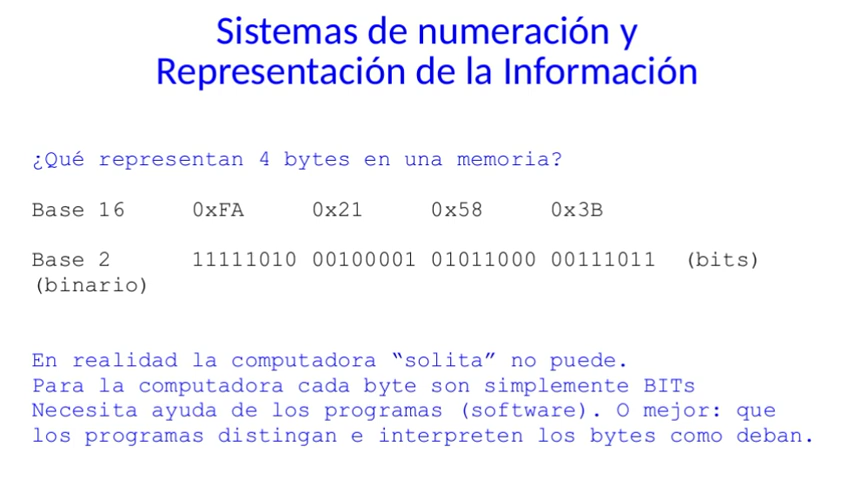 Sistemas de numeración y
Representación de la Información
¿Qué representan 4 bytes en una memoria?
Base 16 0xFA 0x21 0x58 0x3B
Base 2 11111010 00100001 01011000 00111011 (bits)
(binario)
En realidad la computadora “solita” no puede.
Para la computadora cada byte son simplemente BITs
Necesita ayuda de los programas (software). O mejor: que
los programas distingan e interpreten los bytes como deban.